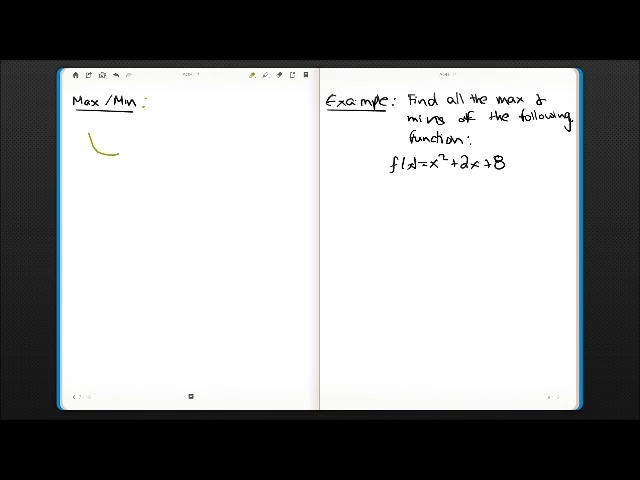 Max/Min:
Example: Find all the max &
mins of the following
function:
f(x)=x²+2x+8